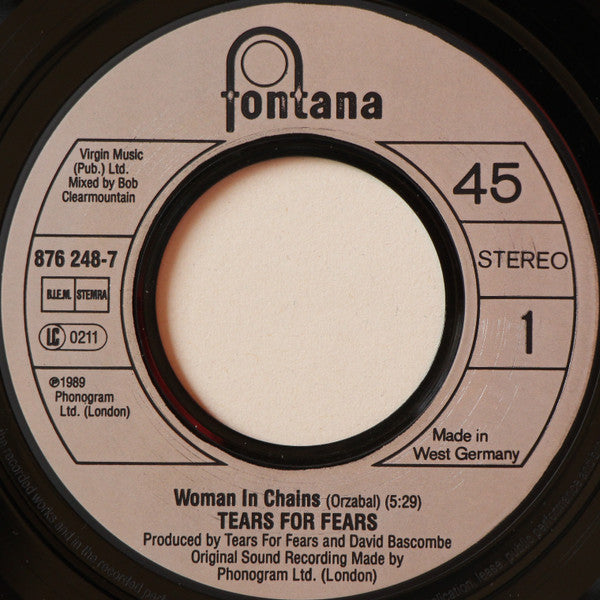 fontana
Virgin Music
(Pub.) Ltd.
Mixed by Bob
Clearmountain
876 248-7
B.I.E.M. STEMRA
LC 0211
℗1989
Phonogram
Ltd. (London)
45
STEREO
1
Made in
West Germany
Woman In Chains (Orzabal) (5:29)
TEARS FOR FEARS
Produced by Tears For Fears and David Bascombe
Original Sound Recording Made by
Phonogram Ltd. (London)